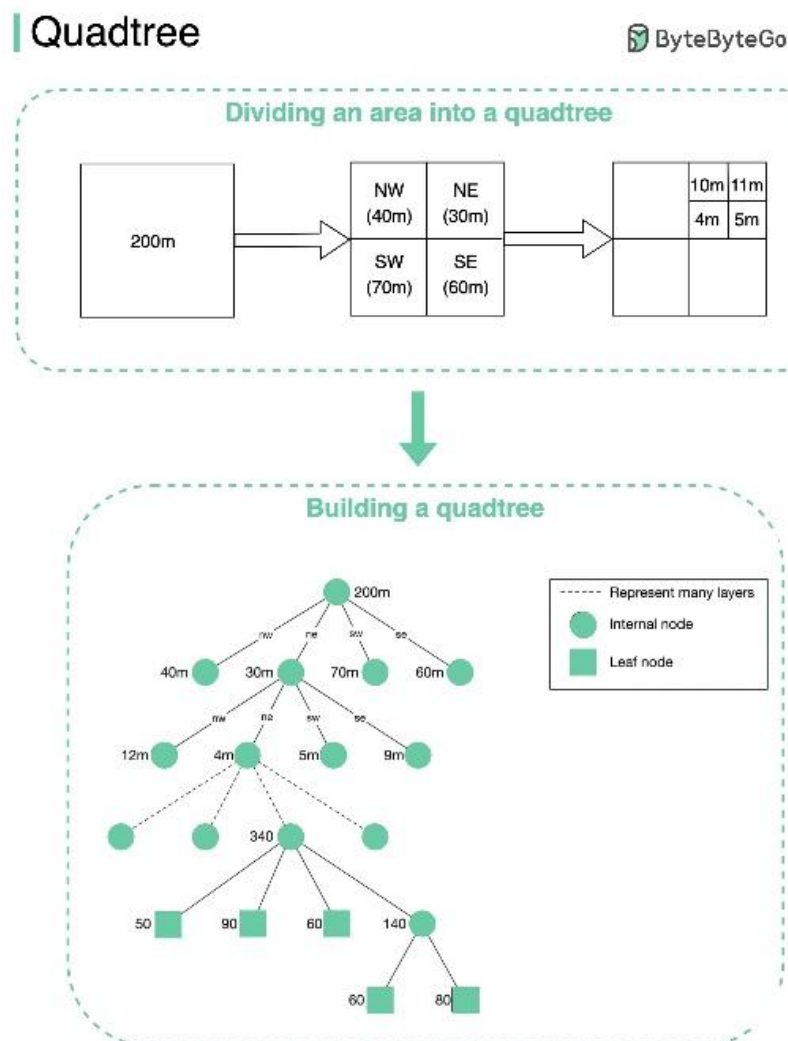 Quadtree
ByteByteGo
Dividing an area into a quadtree
200m
NW
(40m)
NE
(30m)
SW
(70m)
SE
(60m)
10m 11m
4m 5m
Building a quadtree
200m
nw ne sw se
40m 30m 70m 60m
nw ne sw se
12m 4m 5m 9m
340
50 90 60 140
60 80
Represent many layers
Internal node
Leaf node